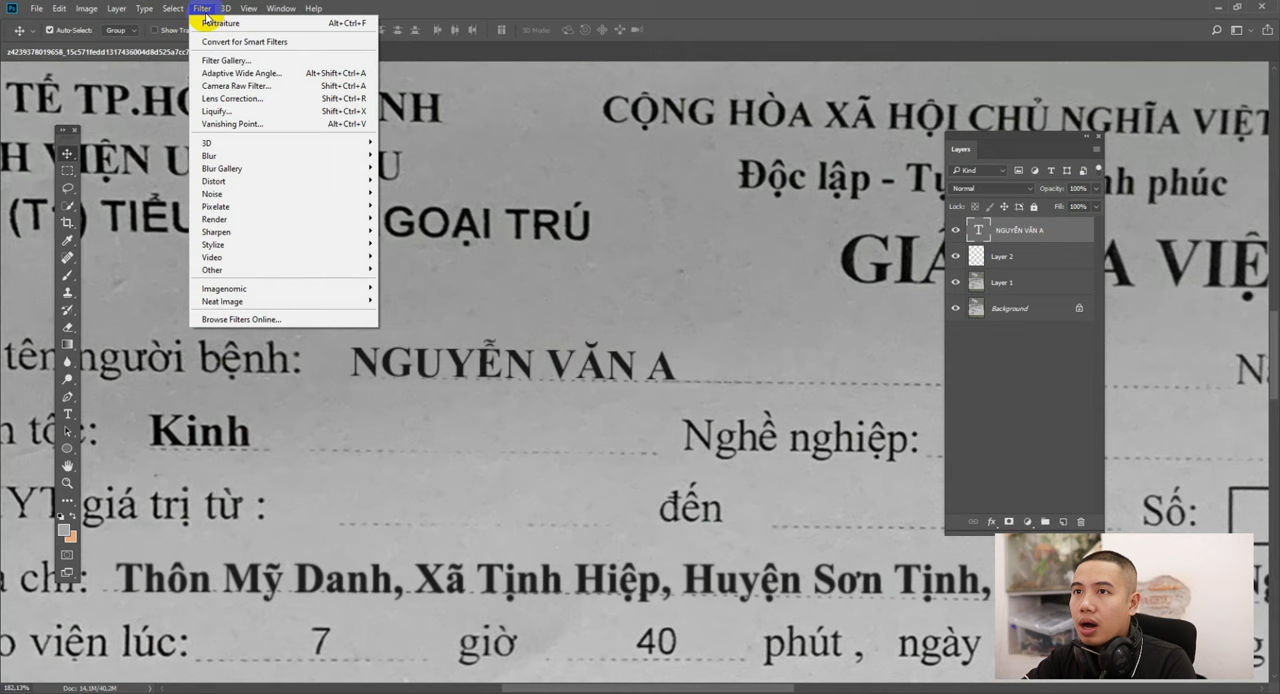 File Edit Image Layer Type Select Filter 3D View Window Help
Auto-Select: Group Show Tra
3D Mode:
z4239378019658_15c571fedd1317436004d8d525a7cc7
Portraiture Alt+Ctrl+F
Convert for Smart Filters
Filter Gallery...
Adaptive Wide Angle... Alt+Shift+Ctrl+A
Camera Raw Filter... Shift+Ctrl+A
Lens Correction... Shift+Ctrl+R
Liquify... Shift+Ctrl+X
Vanishing Point... Alt+Ctrl+V
3D
Blur
Blur Gallery
Distort
Noise
Pixelate
Render
Sharpen
Stylize
Video
Other
Imagenomic
Neat Image
Browse Filters Online...
TẾ TP.HỒ NH
CỘNG HÒA XÃ HỘI CHỦ NGHĨA VIỆT
H VIỆN U U
Độc lập - Tự nh phúc
(T1) TIỂU GOẠI TRÚ
GIẤ A VIỆ
tên người bệnh: NGUYỄN VĂN A N
n tộc: Kinh Nghề nghiệp:
YT giá trị từ : đến Số:
a chỉ: Thôn Mỹ Danh, Xã Tịnh Hiệp, Huyện Sơn Tịnh,
o viện lúc: 7 giờ 40 phút , ngày
Layers
Kind
Normal Opacity: 100%
Lock: Fill: 100%
T NGUYỄN VĂN A
Layer 2
Layer 1
Background
fx
182,13% Doc: 14,1M/40,2M